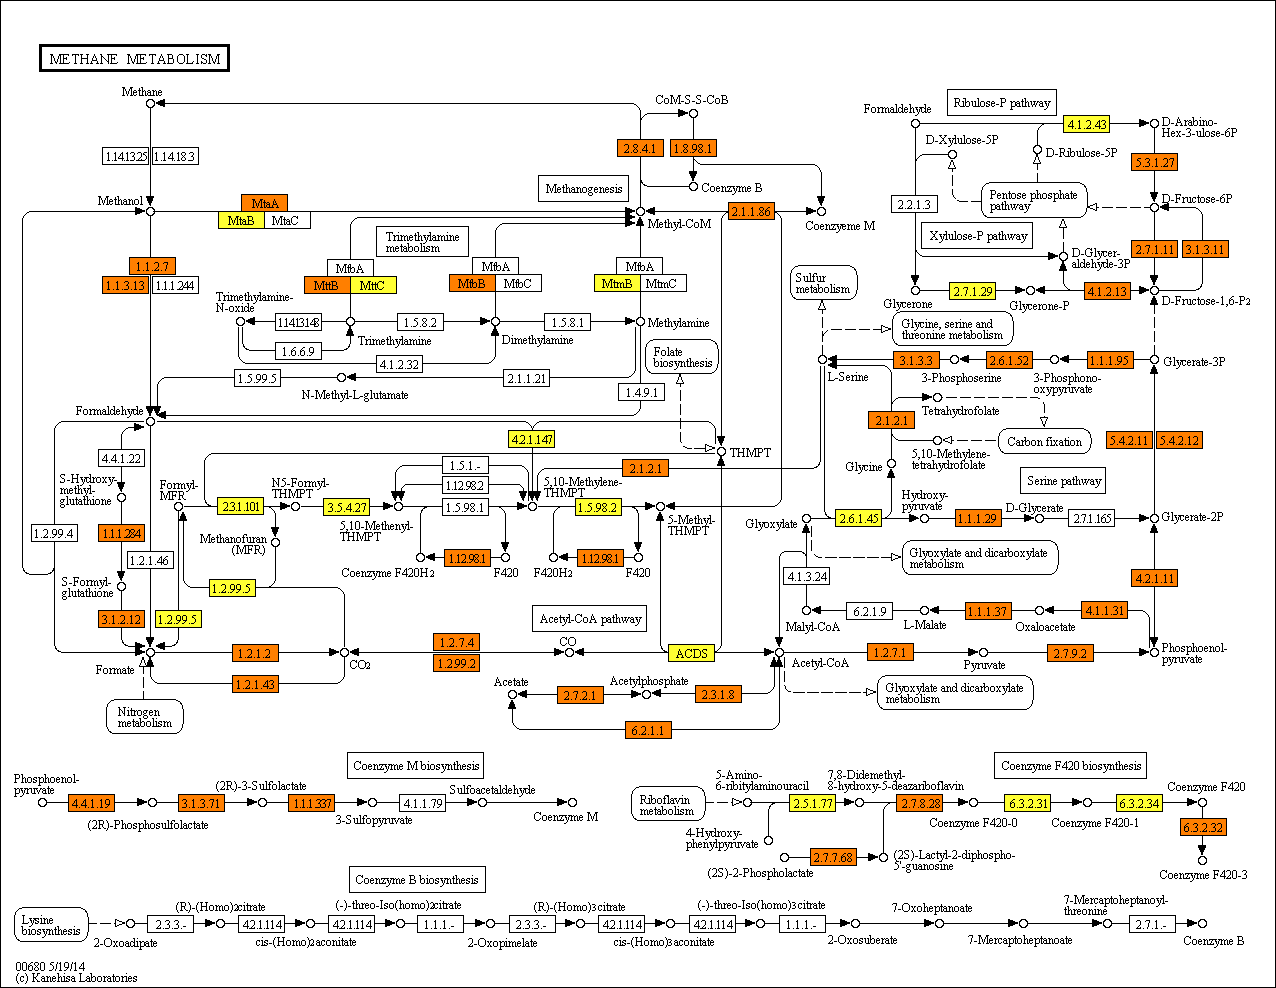 METHANE METABOLISM
Methane
CoM-S-S-CoB
Formaldehyde
Ribulose-P pathway
4.1.2.43
D-Arabino-
Hex-3-ulose-6P
1.14.13.25
1.14.18.3
2.8.4.1
1.8.98.1
D-Xylulose-5P
D-Ribulose-5P
5.3.1.27
Methanogenesis
Coenzyme B
Methanol
MtaA
MtaB
MtaC
2.1.1.86
Methyl-CoM
Coenzyeme M
2.2.1.3
Pentose phosphate
pathway
D-Fructose-6P
Trimethylamine
metabolism
Xylulose-P pathway
D-Glycer-
aldehyde-3P
2.7.1.11
3.1.3.11
1.1.2.7
1.1.3.13
1.1.1.244
MfbA
MttB
MttC
MfbA
MfbB
MfbC
MfbA
MtmB
MtmC
Sulfur
metabolism
Glycerone
2.7.1.29
Glycerone-P
4.1.2.13
D-Fructose-1,6-P2
Trimethylamine-
N-oxide
1.14.13.148
Trimethylamine
1.5.8.2
Dimethylamine
1.5.8.1
Methylamine
Glycine, serine and
threonine metabolism
1.6.6.9
4.1.2.32
Folate
biosynthesis
L-Serine
3.1.3.3
3-Phosphoserine
2.6.1.52
3-Phosphono-
oxypyruvate
1.1.1.95
Glycerate-3P
1.5.99.5
N-Methyl-L-glutamate
2.1.1.21
1.4.9.1
Tetrahydrofolate
2.1.2.1
Formaldehyde
4.2.1.147
THMPT
Carbon fixation
5.4.2.11
5.4.2.12
4.4.1.22
S-Hydroxy-
methyl-
glutathione
Formyl-
MFR
N5-Formyl-
THMPT
1.5.1.-
1.12.98.2
5,10-Methylene-
THMPT
2.1.2.1
Glycine
5,10-Methylene-
tetrahydrofolate
Serine pathway
2.3.1.101
3.5.4.27
1.5.98.1
1.5.98.2
Hydroxy-
pyruvate
D-Glycerate
1.2.99.4
1.1.1.284
5,10-Methenyl-
THMPT
5-Methyl-
THMPT
Glyoxylate
2.6.1.45
1.1.1.29
2.7.1.165
Glycerate-2P
Methanofuran
(MFR)
1.2.1.46
Coenzyme F420H2
1.12.98.1
F420
F420H2
1.12.98.1
F420
Glyoxylate and dicarboxylate
metabolism
S-Formyl-
glutathione
1.2.99.5
4.1.3.24
4.2.1.11
3.1.2.12
1.2.99.5
Acetyl-CoA pathway
Malyl-CoA
6.2.1.9
L-Malate
1.1.1.37
Oxaloacetate
4.1.1.31
Formate
1.2.1.2
CO2
1.2.7.4
1.2.99.2
CO
ACDS
Acetyl-CoA
1.2.7.1
Pyruvate
2.7.9.2
Phosphoenol-
pyruvate
1.2.1.43
Acetate
2.7.2.1
Acetylphosphate
2.3.1.8
Glyoxylate and dicarboxylate
metabolism
Nitrogen
metabolism
6.2.1.1
Coenzyme M biosynthesis
Coenzyme F420 biosynthesis
Phosphoenol-
pyruvate
4.4.1.19
(2R)-Phosphosulfolactate
3.1.3.71
(2R)-3-Sulfolactate
1.1.1.337
3-Sulfopyruvate
4.1.1.79
Sulfoacetaldehyde
Coenzyme M
Riboflavin
metabolism
5-Amino-
6-ribitylaminouracil
2.5.1.77
7,8-Didemethyl-
8-hydroxy-5-deazariboflavin
2.7.8.28
Coenzyme F420-0
6.3.2.31
Coenzyme F420-1
6.3.2.34
Coenzyme F420
6.3.2.32
4-Hydroxy-
phenylpyruvate
(2S)-2-Phospholactate
2.7.7.68
(2S)-Lactyl-2-diphospho-
5'-guanosine
Coenzyme F420-3
Coenzyme B biosynthesis
Lysine
biosynthesis
2-Oxoadipate
2.3.3.-
(R)-(Homo)2citrate
4.2.1.114
cis-(Homo)2aconitate
4.2.1.114
(-)-threo-Iso(homo)2citrate
1.1.1.-
2-Oxopimelate
2.3.3.-
(R)-(Homo)3citrate
4.2.1.114
cis-(Homo)3aconitate
4.2.1.114
(-)-threo-Iso(homo)3citrate
1.1.1.-
2-Oxosuberate
7-Oxoheptanoate
7-Mercaptoheptanoate
7-Mercaptoheptanoyl-
threonine
2.7.1.-
Coenzyme B
00680 5/19/14
(c) Kanehisa Laboratories